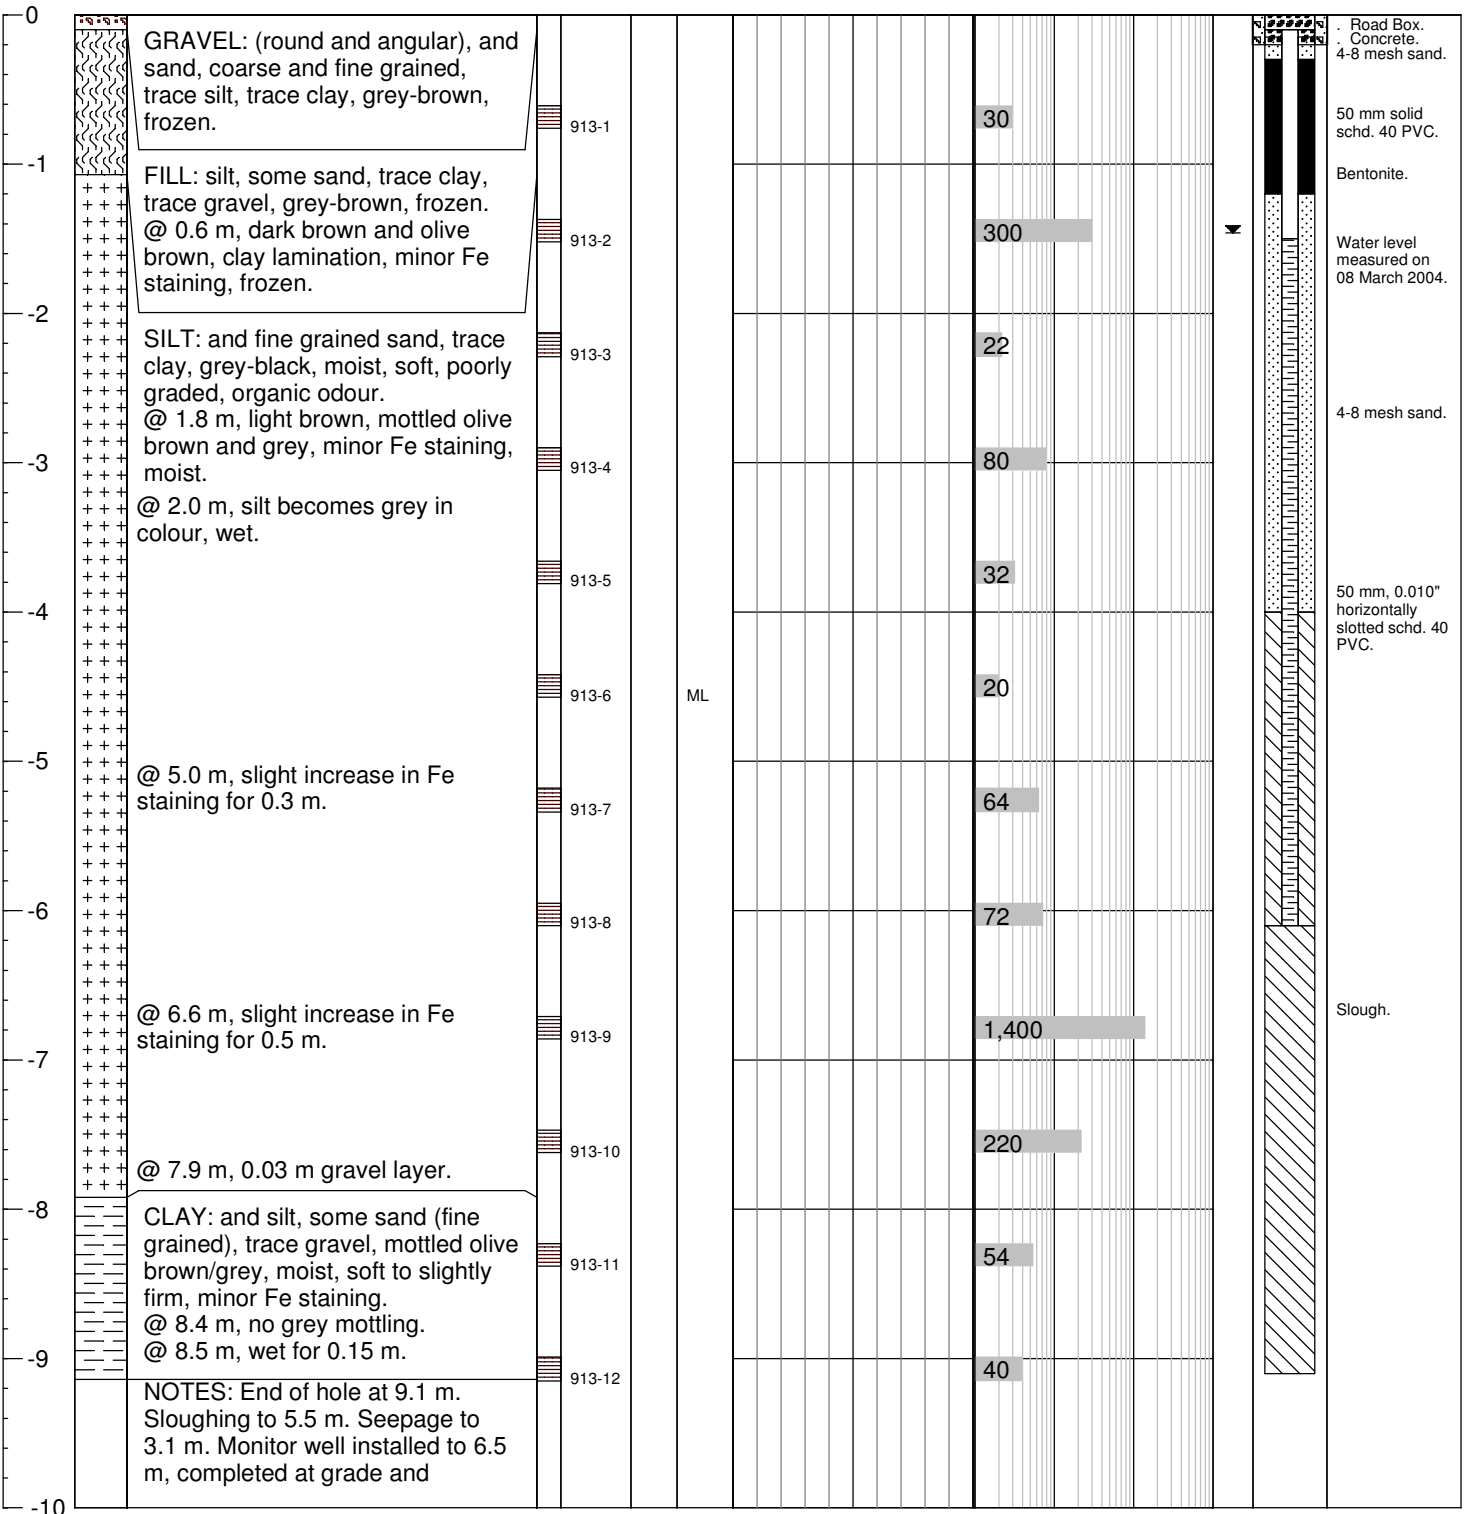 0
-1
-2
-3
-4
-5
-6
-7
-8
-9
-10
GRAVEL: (round and angular), and
sand, coarse and fine grained,
trace silt, trace clay, grey-brown,
frozen.
FILL: silt, some sand, trace clay,
trace gravel, grey-brown, frozen.
@ 0.6 m, dark brown and olive
brown, clay lamination, minor Fe
staining, frozen.
SILT: and fine grained sand, trace
clay, grey-black, moist, soft, poorly
graded, organic odour.
@ 1.8 m, light brown, mottled olive
brown and grey, minor Fe staining,
moist.
@ 2.0 m, silt becomes grey in
colour, wet.
@ 5.0 m, slight increase in Fe
staining for 0.3 m.
@ 6.6 m, slight increase in Fe
staining for 0.5 m.
@ 7.9 m, 0.03 m gravel layer.
CLAY: and silt, some sand (fine
grained), trace gravel, mottled olive
brown/grey, moist, soft to slightly
firm, minor Fe staining.
@ 8.4 m, no grey mottling.
@ 8.5 m, wet for 0.15 m.
NOTES: End of hole at 9.1 m.
Sloughing to 5.5 m. Seepage to
3.1 m. Monitor well installed to 6.5
m, completed at grade and
913-1
913-2
913-3
913-4
913-5
913-6
913-7
913-8
913-9
913-10
913-11
913-12
ML
30
300
22
80
32
20
64
72
1,400
220
54
40
. Road Box.
. Concrete.
4-8 mesh sand.
50 mm solid
schd. 40 PVC.
Bentonite.
Water level
measured on
08 March 2004.
4-8 mesh sand.
50 mm, 0.010"
horizontally
slotted schd. 40
PVC.
Slough.